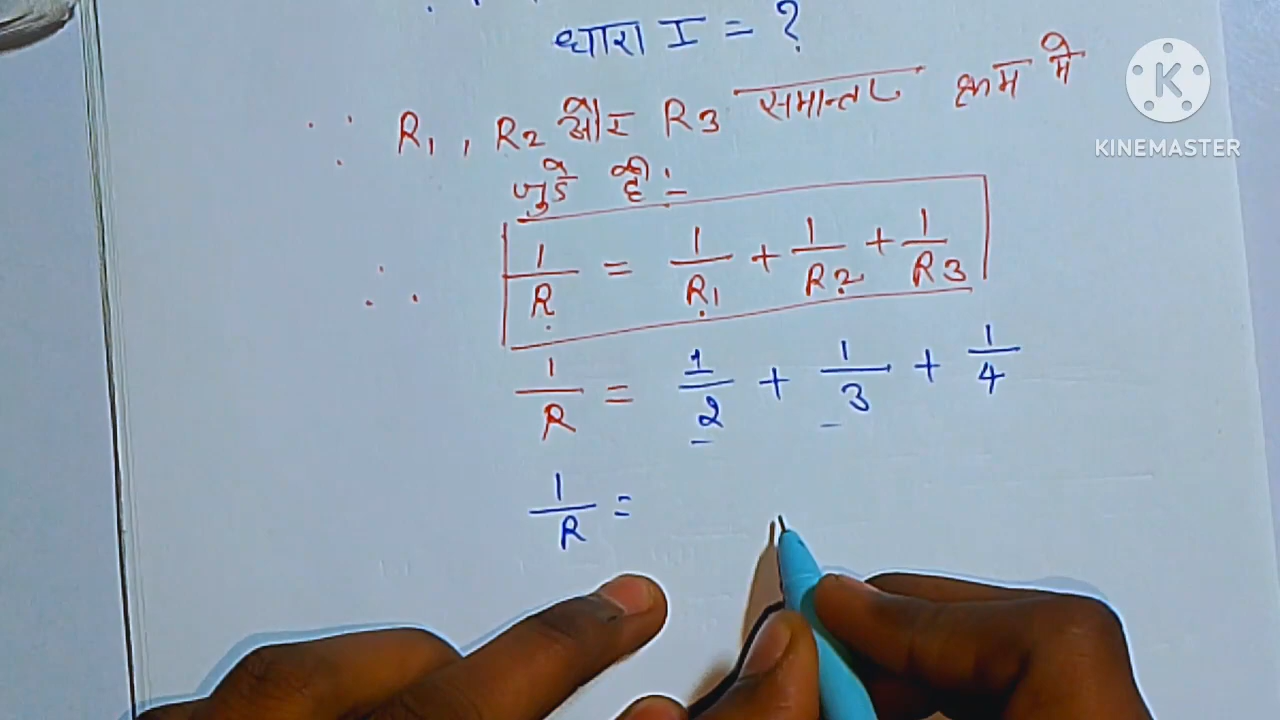 धारा I = ?
∵ R1, R2 और R3 समान्तर क्रम मे
जुडे है :-
∴ 1/R = 1/R1 + 1/R2 + 1/R3
1/R = 1/2 + 1/3 + 1/4
1/R =
K
KINEMASTER